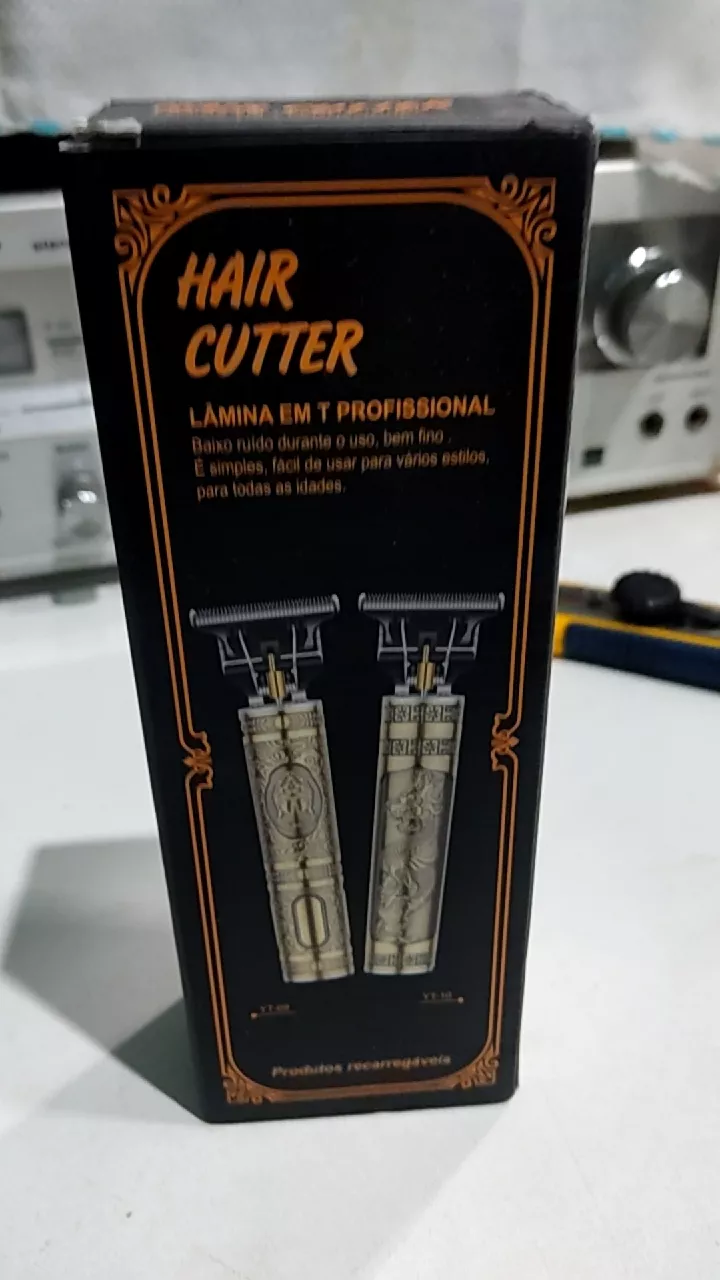 HAIR
CUTTER
LÂMINA EM T PROFISSIONAL
Baixo ruído durante o uso, bem fino.
É simples, fácil de usar para vários estilos,
para todas as idades.
Produtos recarregáveis